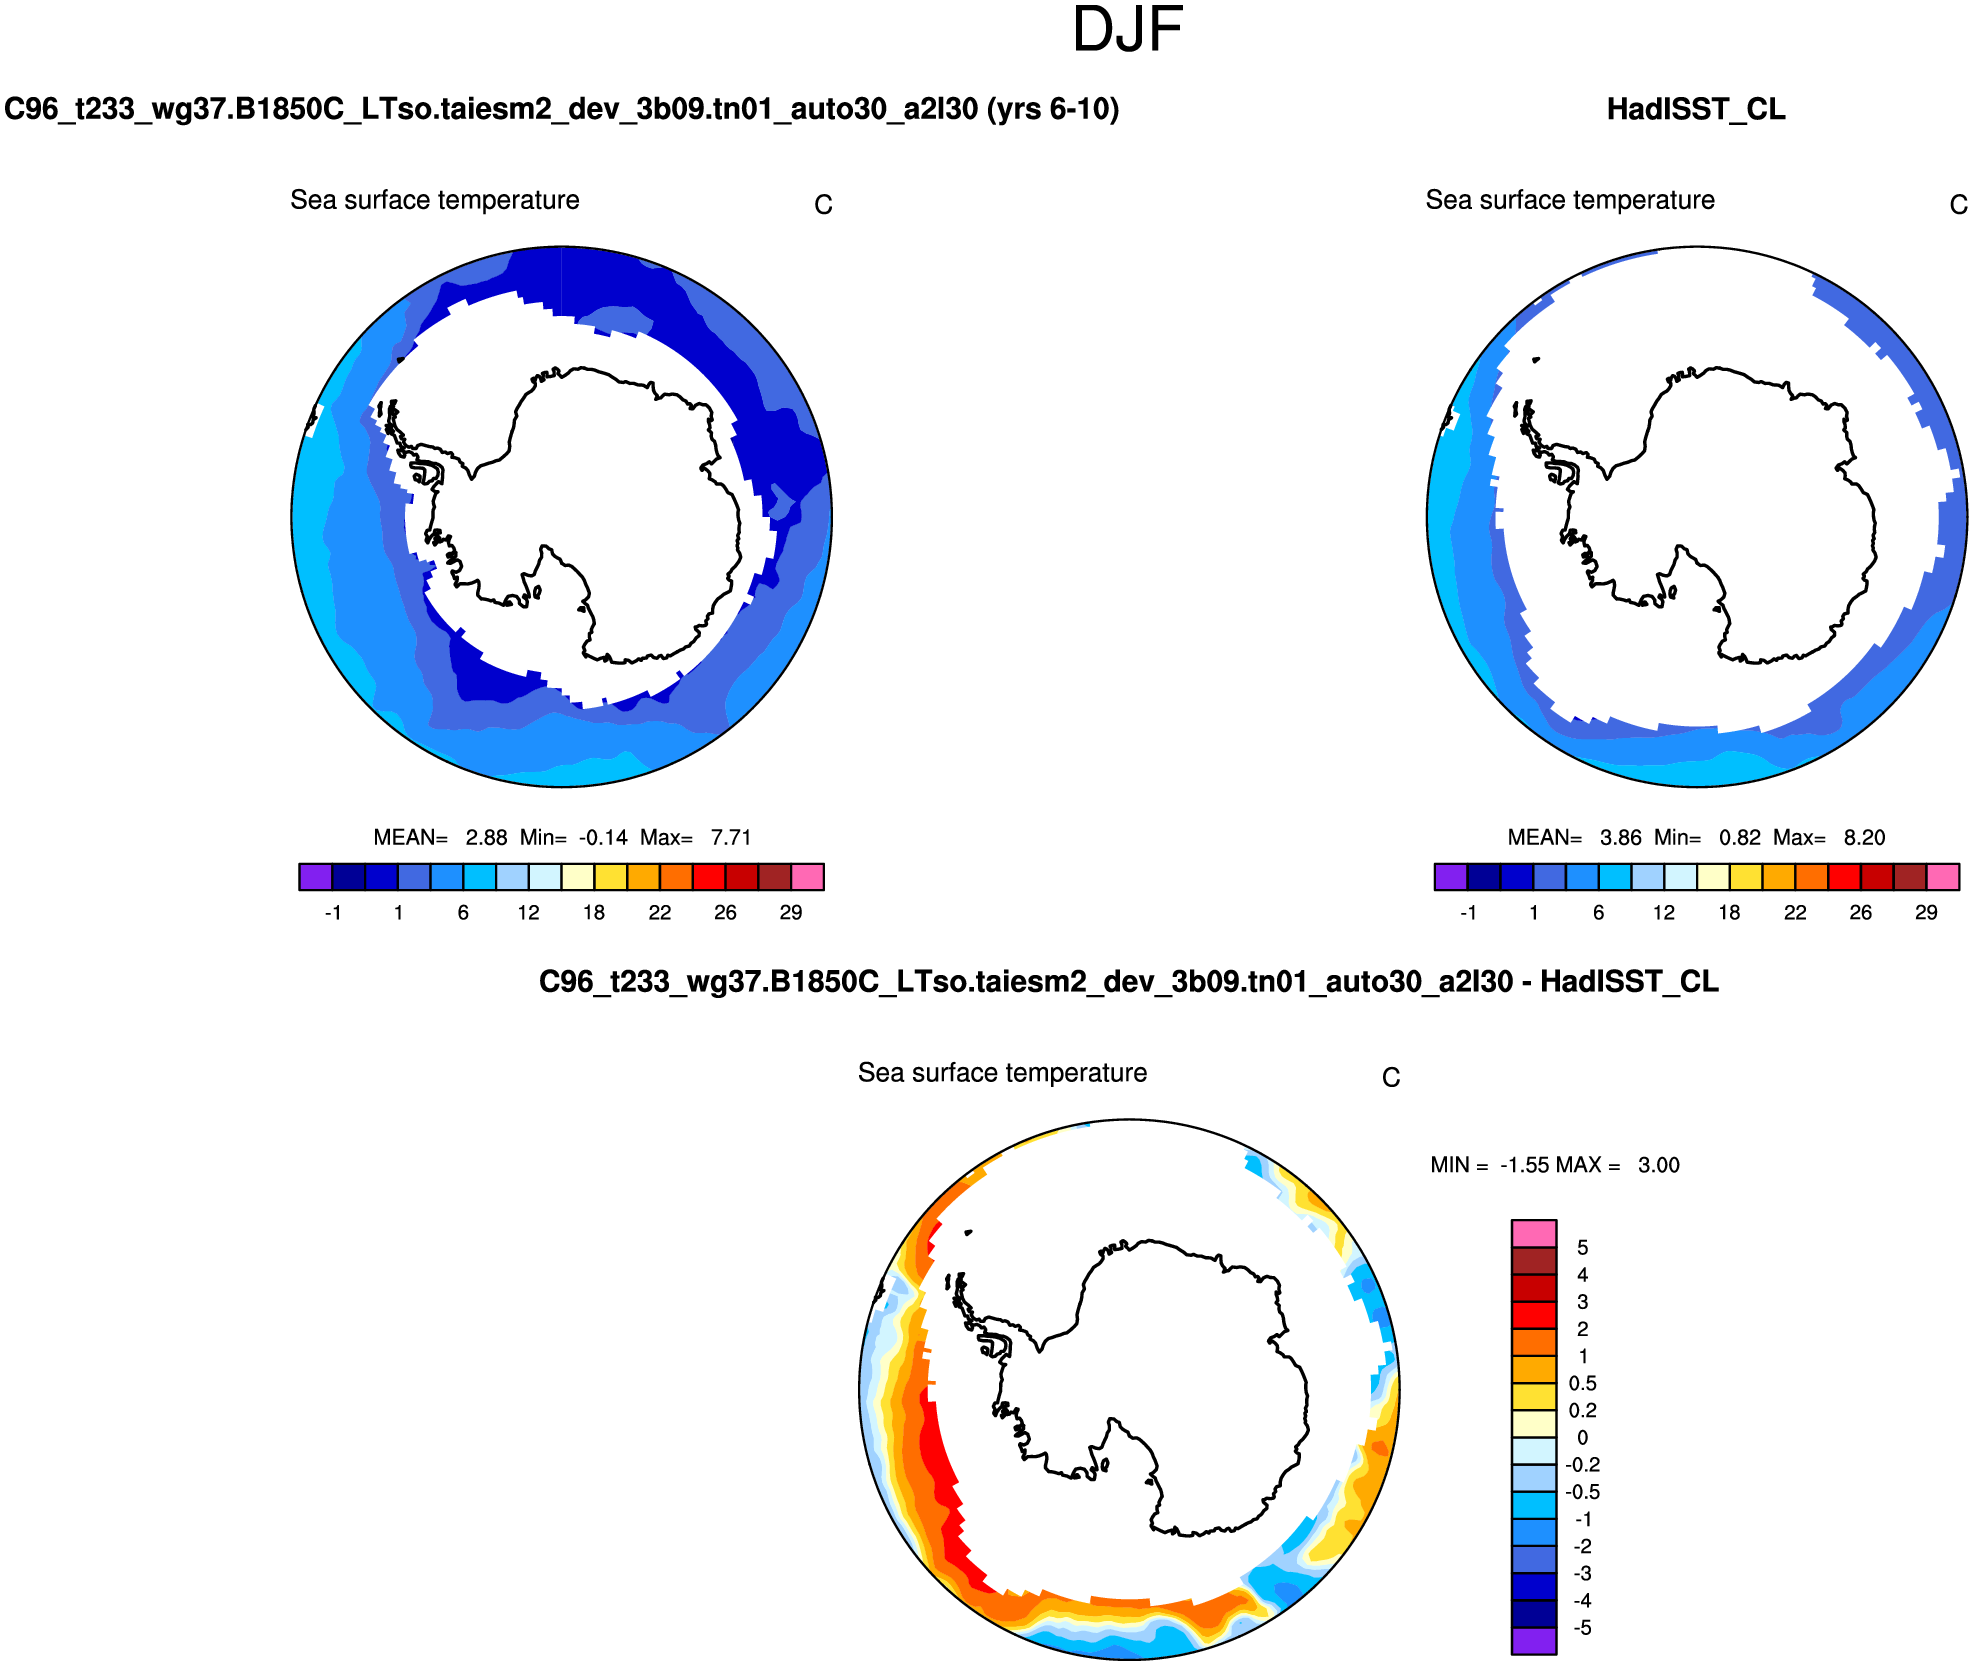 DJF
C96_t233_wg37.B1850C_LTso.taiesm2_dev_3b09.tn01_auto30_a2l30 (yrs 6-10)
HadISST_CL
Sea surface temperature C
Sea surface temperature C
MEAN= 2.88 Min= -0.14 Max= 7.71
MEAN= 3.86 Min= 0.82 Max= 8.20
-1 1 6 12 18 22 26 29
-1 1 6 12 18 22 26 29
C96_t233_wg37.B1850C_LTso.taiesm2_dev_3b09.tn01_auto30_a2l30 - HadISST_CL
Sea surface temperature C
MIN = -1.55 MAX = 3.00
5
4
3
2
1
0.5
0.2
0
-0.2
-0.5
-1
-2
-3
-4
-5